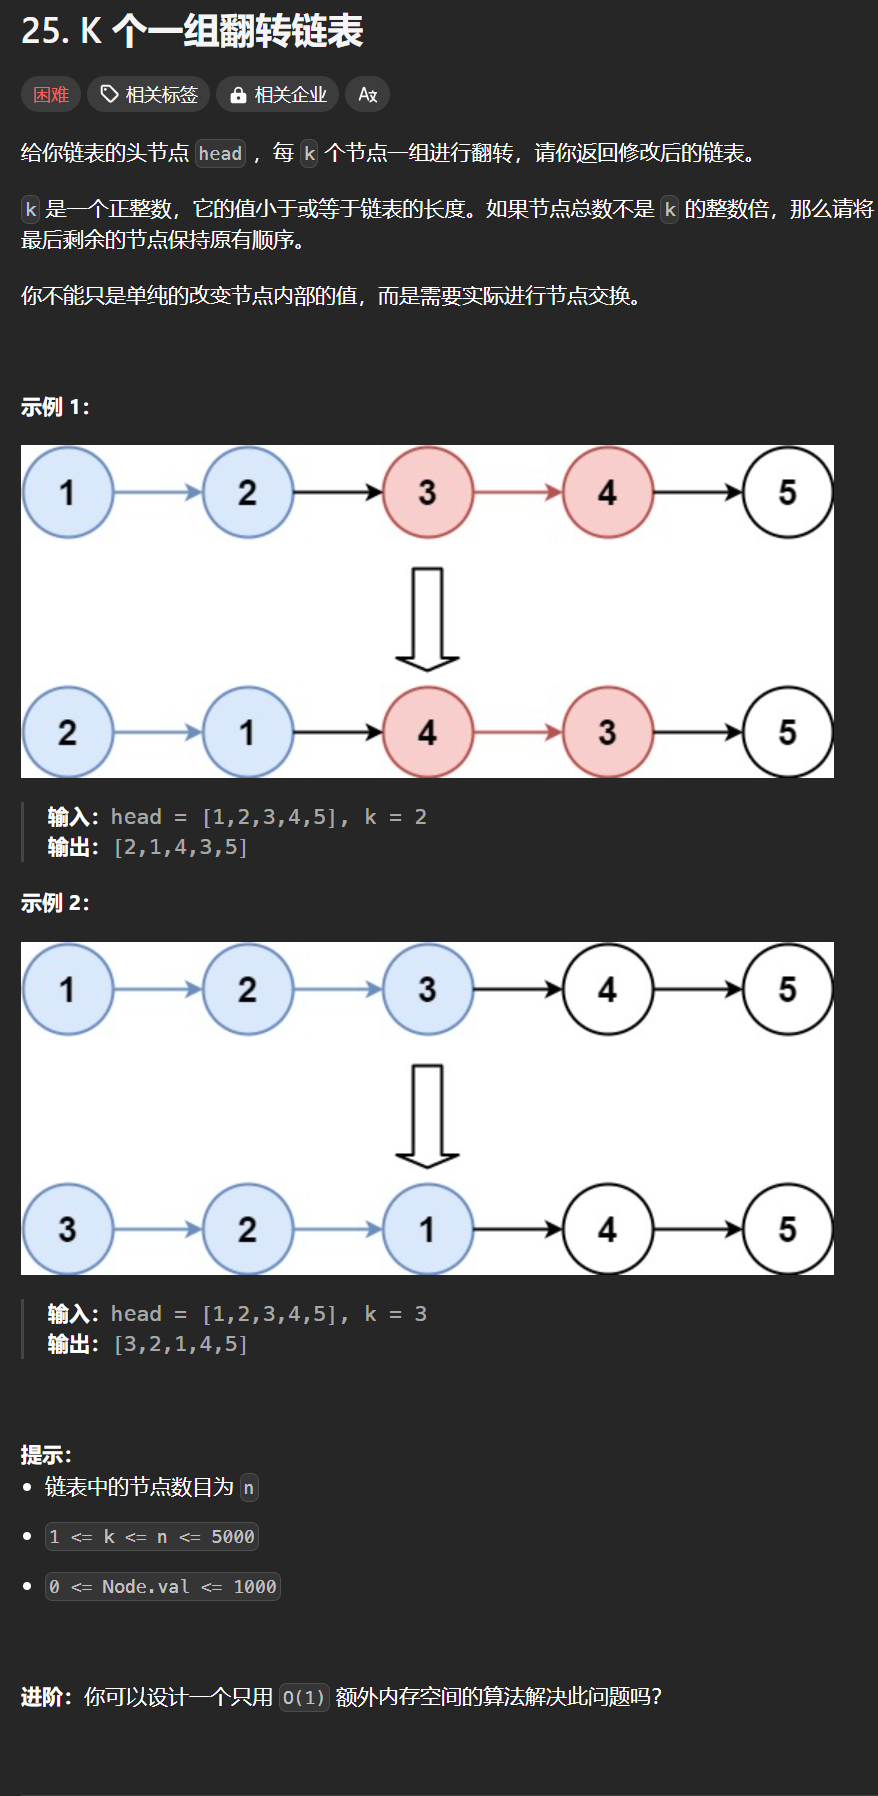 25. K 个一组翻转链表
困难 相关标签 相关企业 A文
给你链表的头节点 head ，每 k 个节点一组进行翻转，请你返回修改后的链表。
k 是一个正整数，它的值小于或等于链表的长度。如果节点总数不是 k 的整数倍，那么请将
最后剩余的节点保持原有顺序。
你不能只是单纯的改变节点内部的值，而是需要实际进行节点交换。
示例 1：
1 2 3 4 5
2 1 4 3 5
输入：head = [1,2,3,4,5], k = 2
输出：[2,1,4,3,5]
示例 2：
1 2 3 4 5
3 2 1 4 5
输入：head = [1,2,3,4,5], k = 3
输出：[3,2,1,4,5]
提示：
链表中的节点数目为 n
1 <= k <= n <= 5000
0 <= Node.val <= 1000
进阶：你可以设计一个只用 O(1) 额外内存空间的算法解决此问题吗？